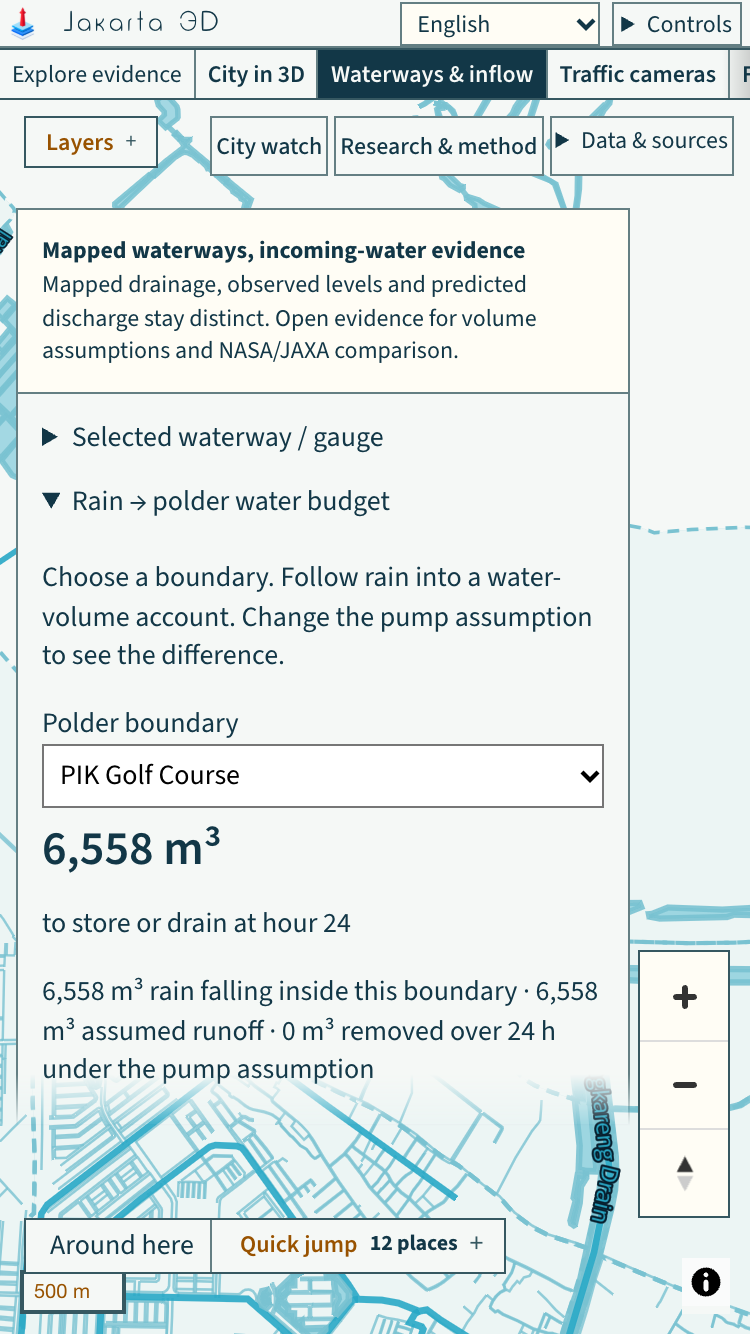 Jakarta 3D
English
▶ Controls
Explore evidence
City in 3D
Waterways & inflow
Traffic cameras
Layers +
City watch
Research & method
▶ Data & sources
Mapped waterways, incoming-water evidence
Mapped drainage, observed levels and predicted
discharge stay distinct. Open evidence for volume
assumptions and NASA/JAXA comparison.
▶ Selected waterway / gauge
▼ Rain → polder water budget
Choose a boundary. Follow rain into a water-
volume account. Change the pump assumption
to see the difference.
Polder boundary
PIK Golf Course
6,558 m³
to store or drain at hour 24
6,558 m³ rain falling inside this boundary · 6,558
m³ assumed runoff · 0 m³ removed over 24 h
under the pump assumption
Drain
Around here
Quick jump 12 places +
500 m